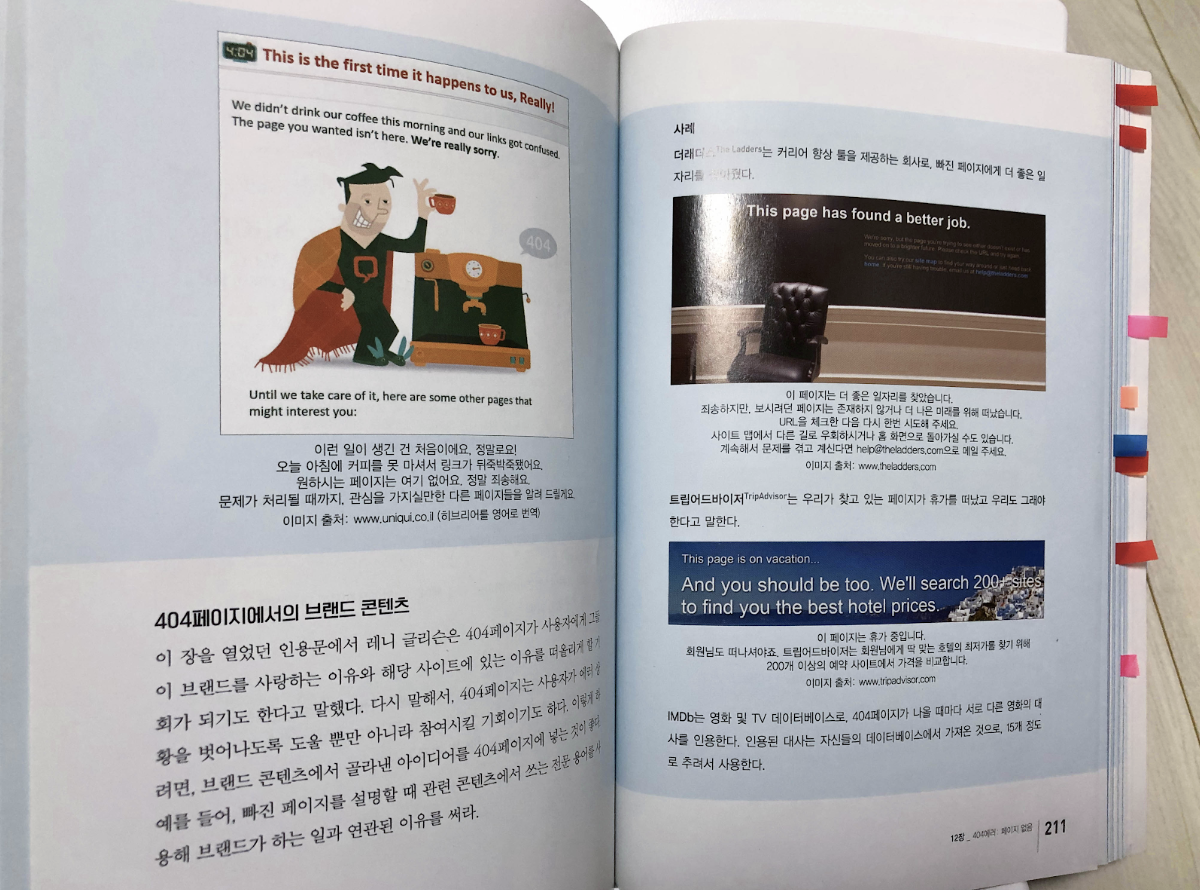 4:04 This is the first time it happens to us, Really!
We didn't drink our coffee this morning and our links got confused.
The page you wanted isn't here. We're really sorry.
404
Until we take care of it, here are some other pages that
might interest you:
이런 일이 생긴 건 처음이에요, 정말로요!
오늘 아침에 커피를 못 마셔서 링크가 뒤죽박죽됐어요.
원하시는 페이지는 여기 없어요. 정말 죄송해요.
문제가 처리될 때까지, 관심을 가지실만한 다른 페이지들을 알려 드릴게요.
이미지 출처: www.uniqui.co.il (히브리어를 영어로 번역)
404페이지에서의 브랜드 콘텐츠
이 장을 열었던 인용문에서 레니 글리슨은 404페이지가 사용자에게 그들
이 브랜드를 사랑하는 이유와 해당 사이트에 있는 이유를 떠올리게 할 기
회가 되기도 한다고 말했다. 다시 말해서, 404페이지는 사용자가 에러 상
황을 벗어나도록 도울 뿐만 아니라 참여시킬 기회이기도 하다. 이렇게 하
려면, 브랜드 콘텐츠에서 골라낸 아이디어를 404페이지에 넣는 것이 좋다.
예를 들어, 빠진 페이지를 설명할 때 관련 콘텐츠에서 쓰는 전문 용어를 사
용해 브랜드가 하는 일과 연관된 이유를 써라.
사례
The Ladders는 커리어 향상 툴을 제공하는 회사로, 빠진 페이지에게 더 좋은 일
자리를
This page has found a better job.
We're sorry, but the page you're trying to see either doesn't exist or has
moved on to a brighter future. Please check the URL and try again.
You can also try our site map to find your way around or just head back
home. If you're still having trouble, email us at help@theladders.com
이 페이지는 더 좋은 일자리를 찾았습니다.
죄송하지만, 보시려던 페이지는 존재하지 않거나 더 나은 미래를 위해 떠났습니다.
URL을 체크한 다음 다시 한번 시도해 주세요.
사이트 맵에서 다른 길로 우회하시거나 홈 화면으로 돌아가실 수도 있습니다.
계속해서 문제를 겪고 계신다면 help@theladders.com으로 메일 주세요.
이미지 출처: www.theladders.com
트립어드바이저TripAdvisor는 우리가 찾고 있는 페이지가 휴가를 떠났고 우리도 그래야
한다고 말한다.
This page is on vacation...
And you should be too. We'll search 200+ sites
to find you the best hotel prices.
이 페이지는 휴가 중입니다.
회원님도 떠나셔야죠. 트립어드바이저는 회원님에게 딱 맞는 호텔의 최저가를 찾기 위해
200개 이상의 예약 사이트에서 가격을 비교합니다.
이미지 출처: www.tripadvisor.com
IMDb는 영화 및 TV 데이터베이스로, 404페이지가 나올 때마다 서로 다른 영화의 대
사를 인용한다. 인용된 대사는 자신들의 데이터베이스에서 가져온 것으로, 15개 정도
로 추려서 사용한다.
12장_ 404에러: 페이지 없음 211